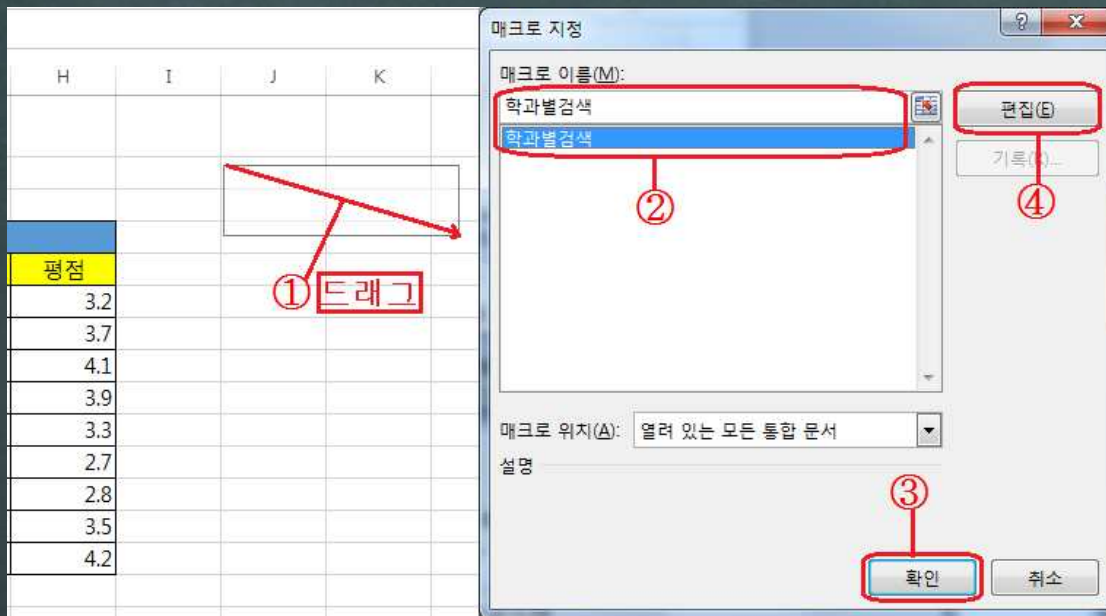 H I J K
평점
3.2
3.7
4.1
3.9
3.3
2.7
2.8
3.5
4.2
① 드래그
매크로 지정
매크로 이름(M):
학과별검색
학과별검색
②
편집(E)
기록(R)...
④
매크로 위치(A): 열려 있는 모든 통합 문서
설명
③
확인 취소